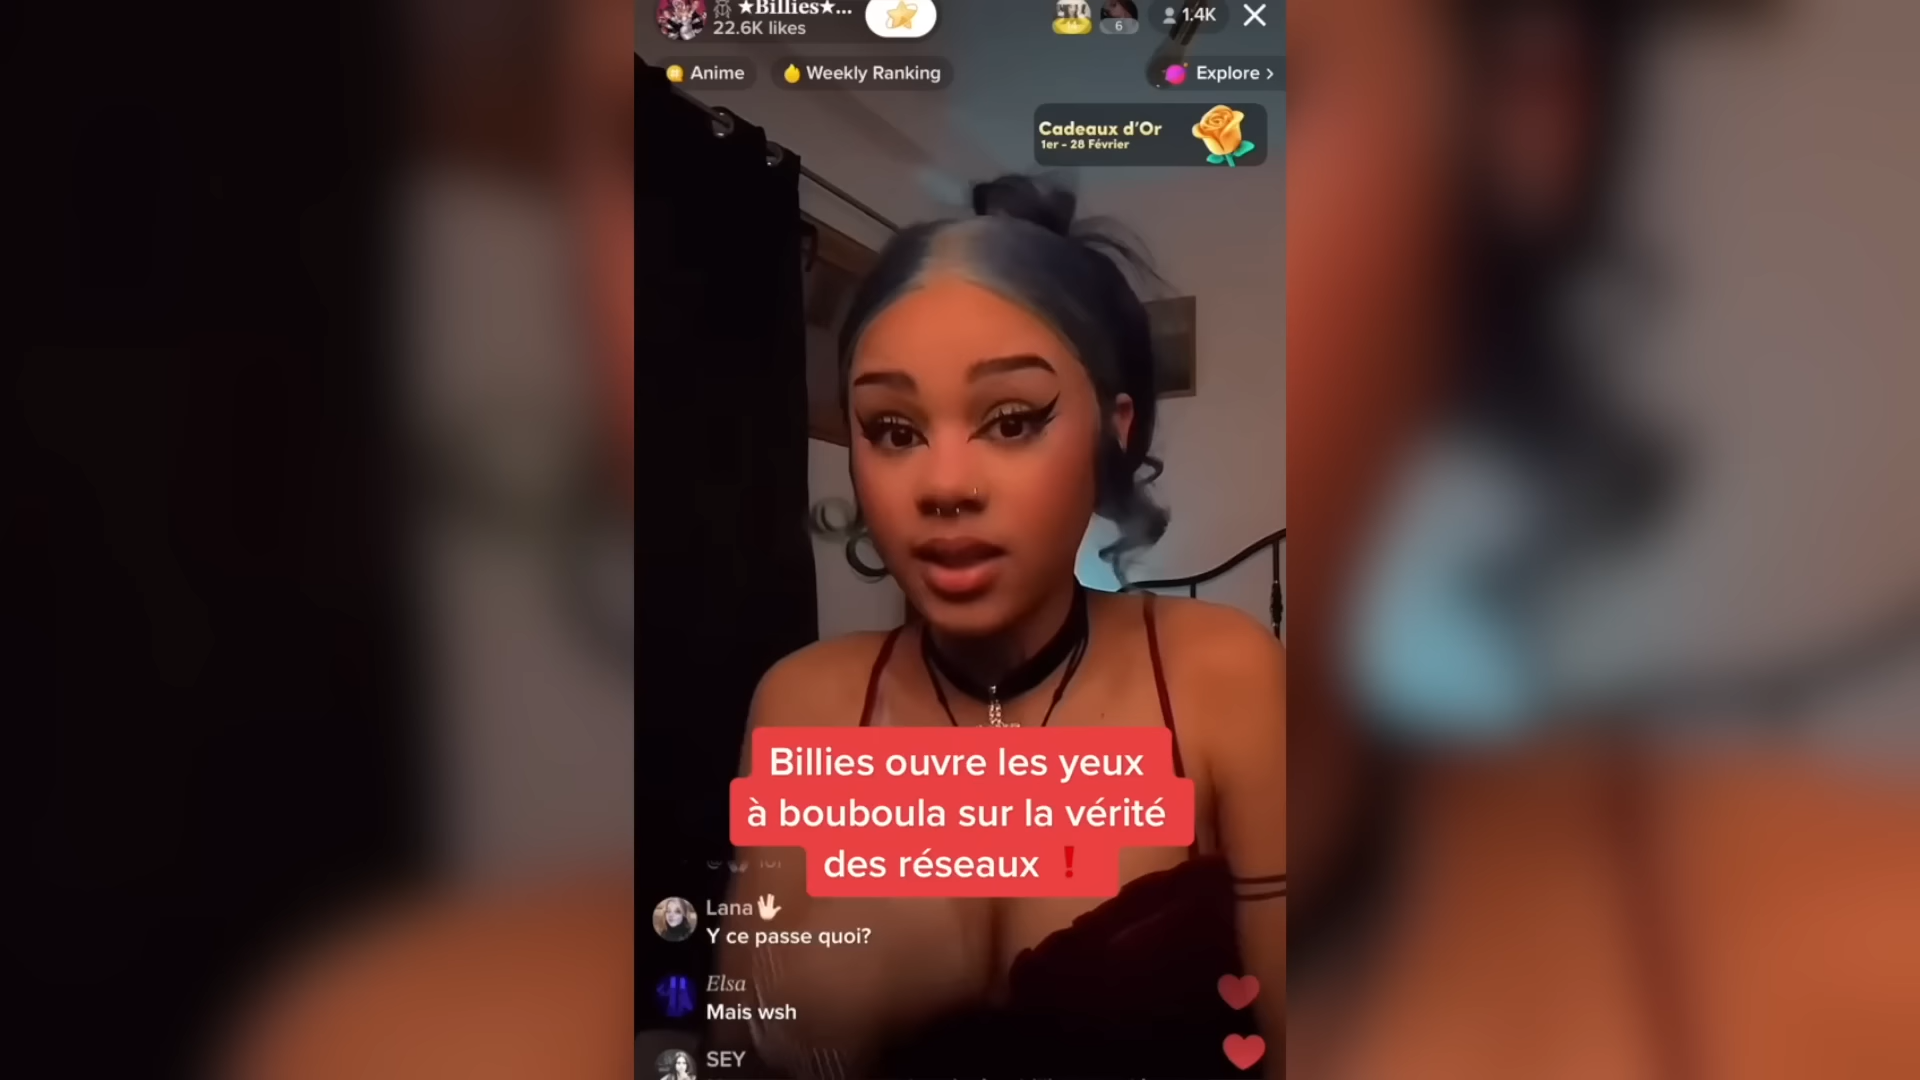 ★Billies★...
22.6K likes
6
1.4K
Anime
Weekly Ranking
Explore >
Cadeaux d'Or
1er - 28 Février
Billies ouvre les yeux
à bouboula sur la vérité
des réseaux ❗
Lana🖖🏻
Y ce passe quoi?
Elsa
Mais wsh
SEY